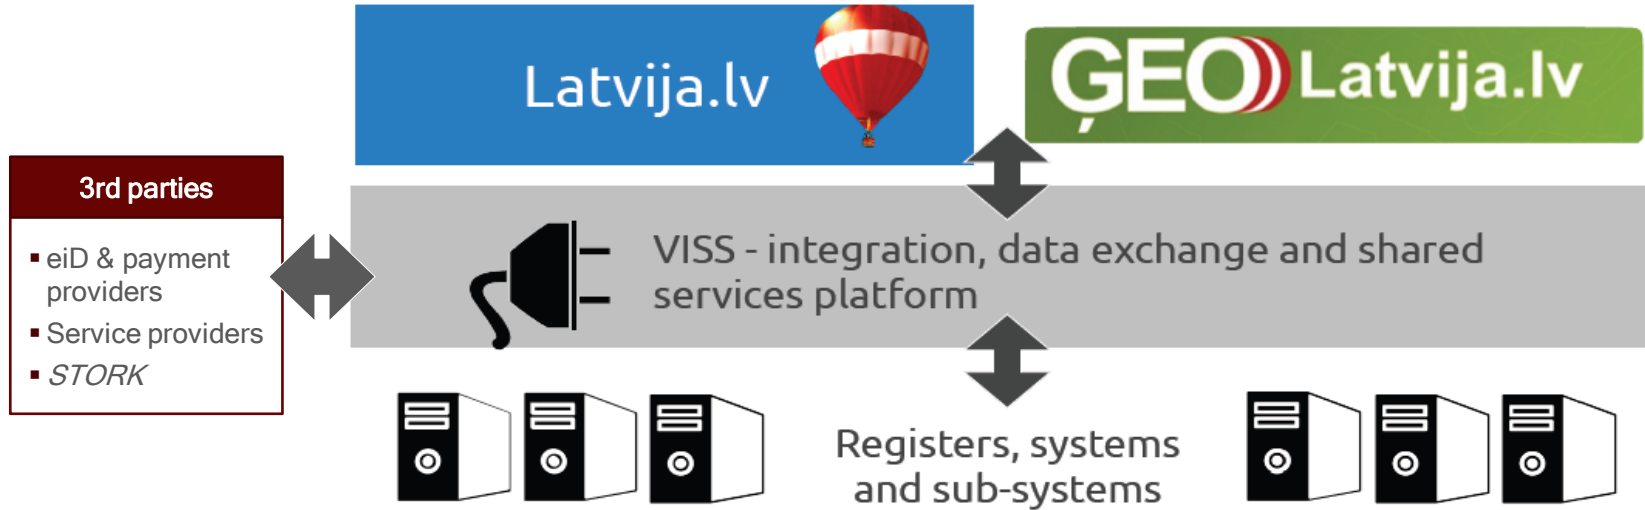 Latvija.lv
ĢEO Latvija.lv
3rd parties
▪ eiD & payment
providers
▪ Service providers
▪ STORK
VISS - integration, data exchange and shared
services platform
Registers, systems
and sub-systems